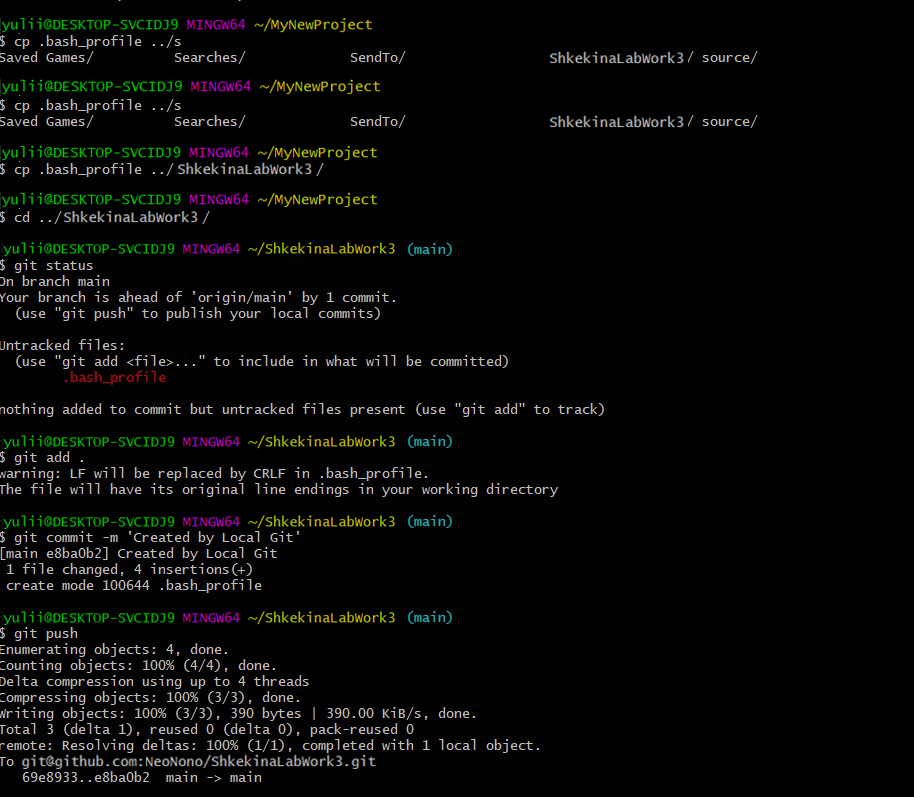 yulii@DESKTOP-SVCIDJ9 MINGW64 ~/MyNewProject
$ cp .bash_profile ../s
Saved Games/ Searches/ SendTo/ ShkekinaLabWork3/ source/
yulii@DESKTOP-SVCIDJ9 MINGW64 ~/MyNewProject
$ cp .bash_profile ../s
Saved Games/ Searches/ SendTo/ ShkekinaLabWork3/ source/
yulii@DESKTOP-SVCIDJ9 MINGW64 ~/MyNewProject
$ cp .bash_profile ../ShkekinaLabWork3/
yulii@DESKTOP-SVCIDJ9 MINGW64 ~/MyNewProject
$ cd ../ShkekinaLabWork3/
yulii@DESKTOP-SVCIDJ9 MINGW64 ~/ShkekinaLabWork3 (main)
$ git status
On branch main
Your branch is ahead of 'origin/main' by 1 commit.
(use "git push" to publish your local commits)
Untracked files:
(use "git add <file>..." to include in what will be committed)
.bash_profile
nothing added to commit but untracked files present (use "git add" to track)
yulii@DESKTOP-SVCIDJ9 MINGW64 ~/ShkekinaLabWork3 (main)
$ git add .
warning: LF will be replaced by CRLF in .bash_profile.
The file will have its original line endings in your working directory
yulii@DESKTOP-SVCIDJ9 MINGW64 ~/ShkekinaLabWork3 (main)
$ git commit -m 'Created by Local Git'
[main e8ba0b2] Created by Local Git
1 file changed, 4 insertions(+)
create mode 100644 .bash_profile
yulii@DESKTOP-SVCIDJ9 MINGW64 ~/ShkekinaLabWork3 (main)
$ git push
Enumerating objects: 4, done.
Counting objects: 100% (4/4), done.
Delta compression using up to 4 threads
Compressing objects: 100% (3/3), done.
Writing objects: 100% (3/3), 390 bytes | 390.00 KiB/s, done.
Total 3 (delta 1), reused 0 (delta 0), pack-reused 0
remote: Resolving deltas: 100% (1/1), completed with 1 local object.
To git@github.com:NeoNono/ShkekinaLabWork3.git
69e8933..e8ba0b2 main -> main